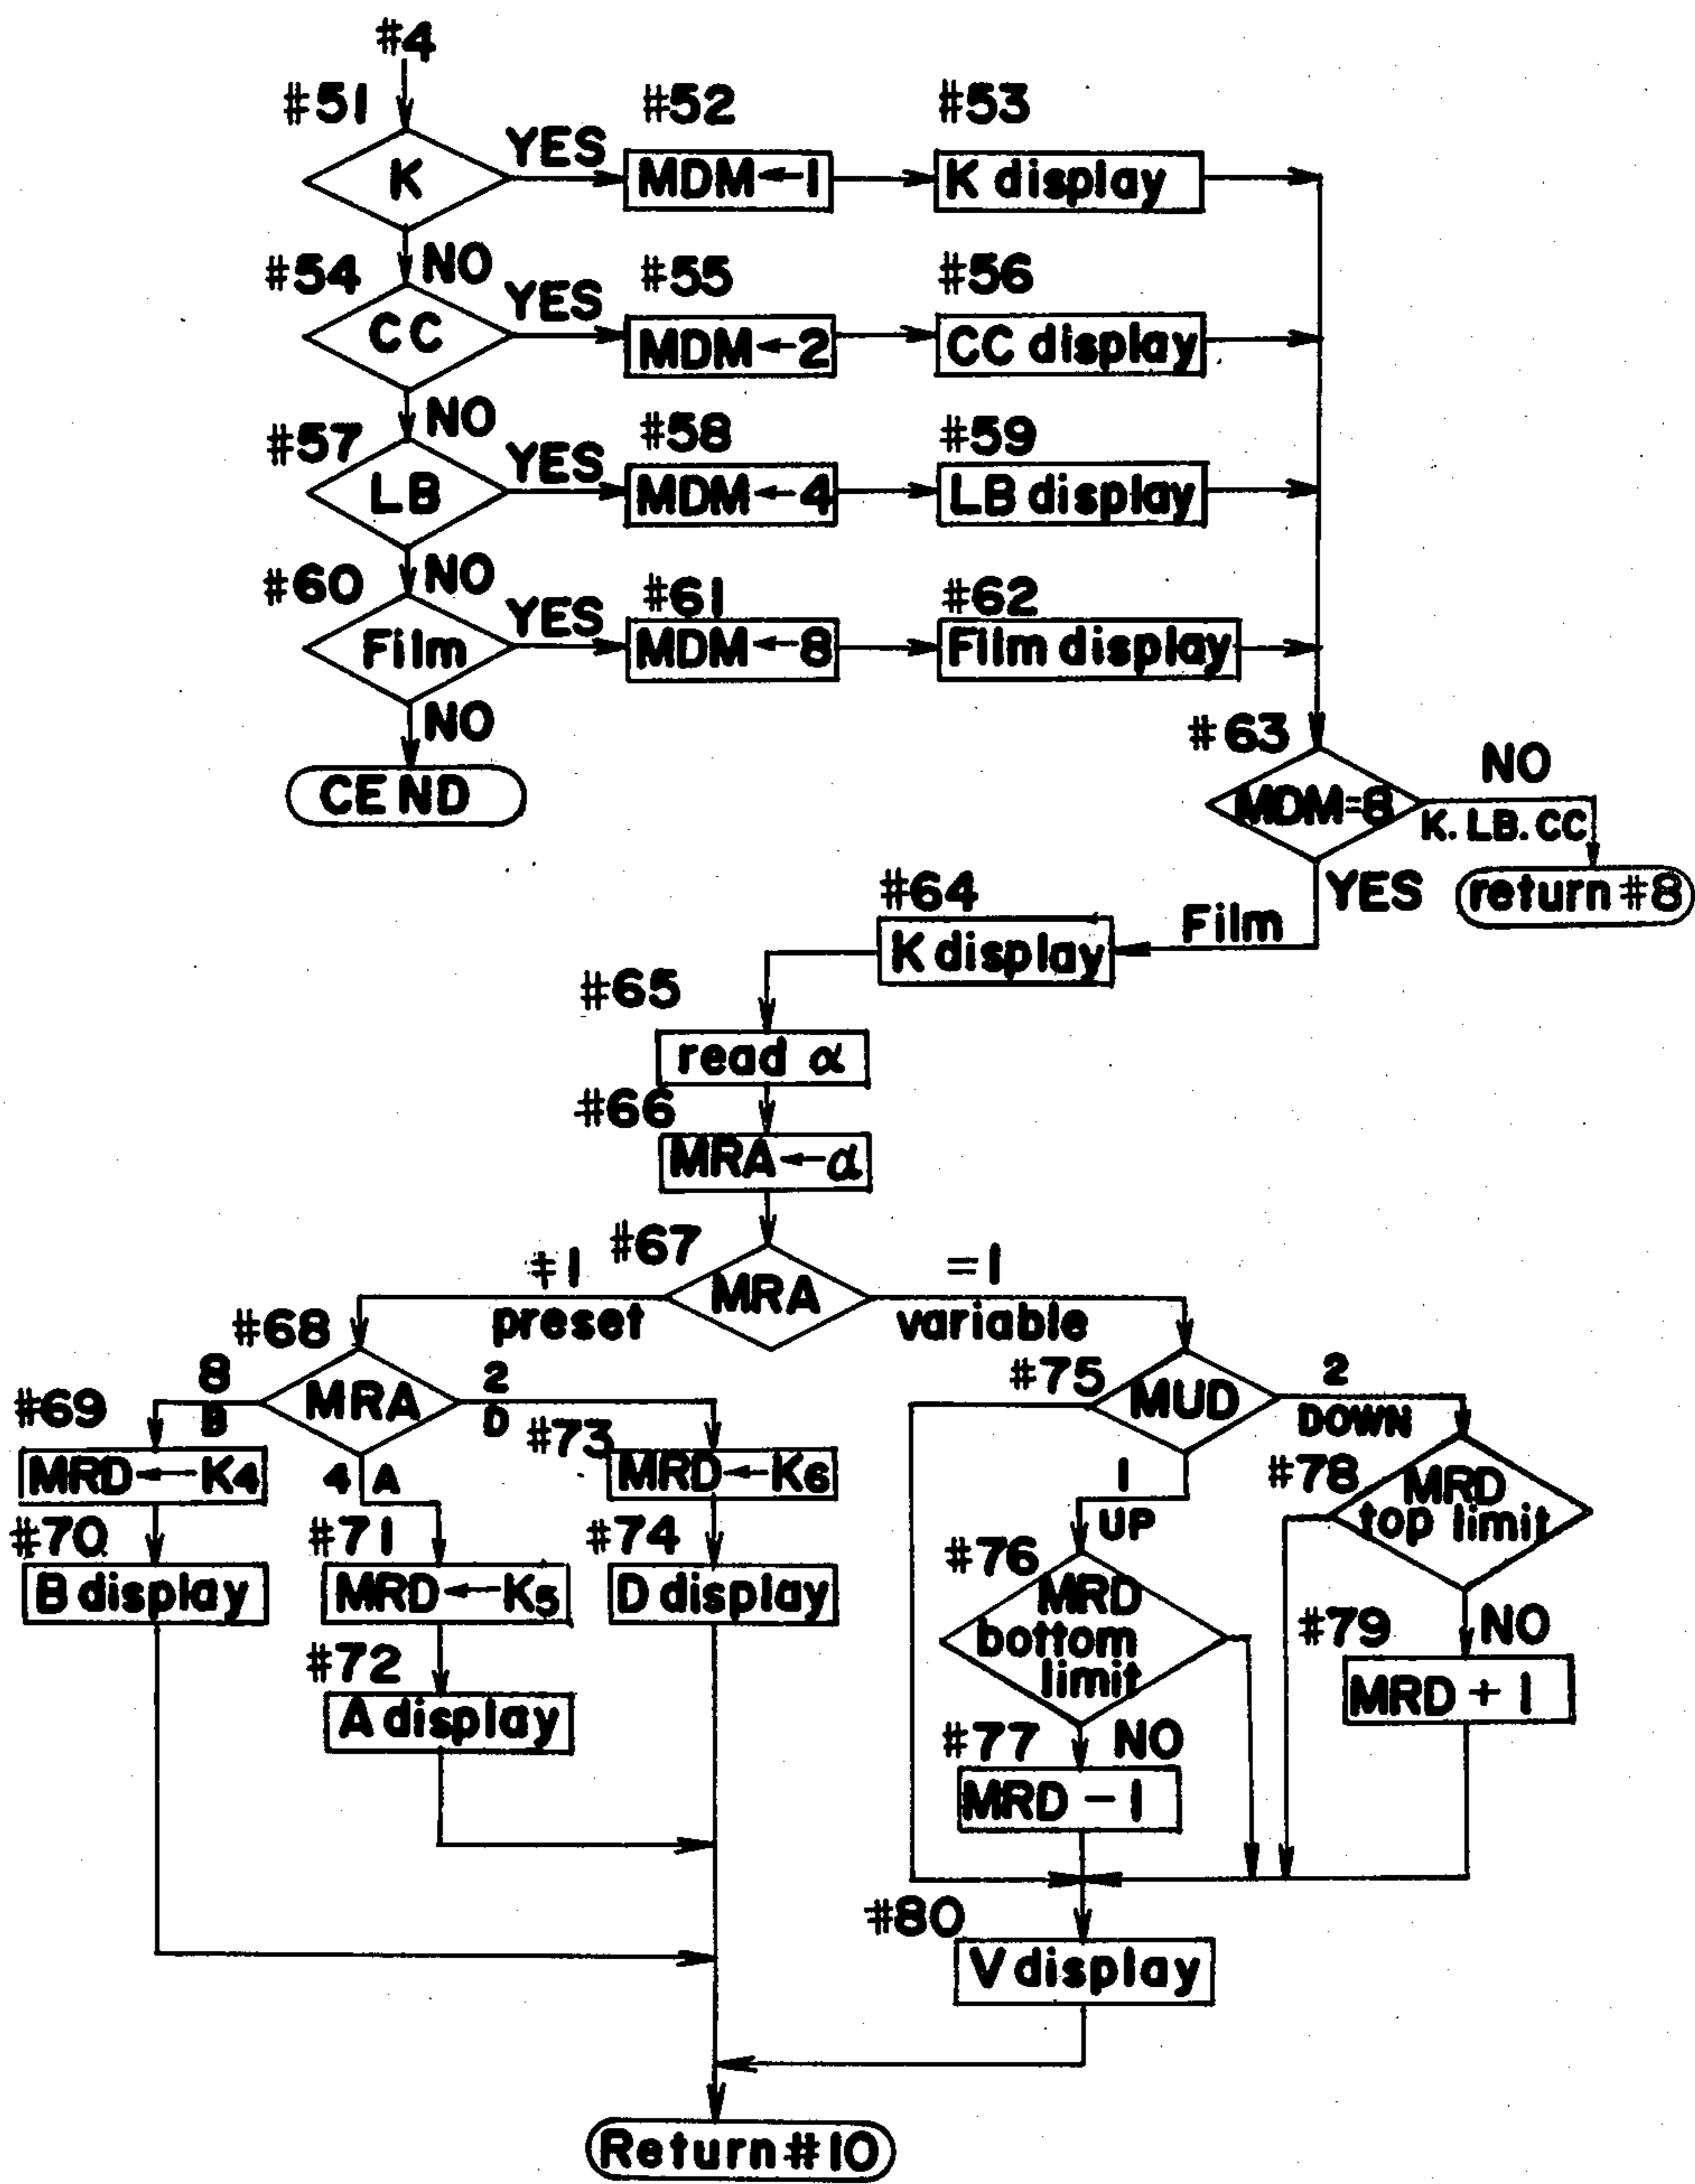 #4
#51
K
YES
#52
MDM←1
#53
K display
NO
#54
CC
YES
#55
MDM←2
#56
CC display
NO
#57
LB
YES
#58
MDM←4
#59
LB display
NO
#60
Film
YES
#61
MDM←8
#62
Film display
NO
CEND
#63
MDM=8
NO
K. LB. CC
return #8
YES
Film
#64
K display
#65
read α
#66
MRA←α
#67
MRA
≠1
preset
=1
variable
#68
MRA
8
B
4 A
2
D
#69
MRD←K4
#70
B display
#71
MRD←K5
#72
A display
#73
MRD←K6
#74
D display
#75
MUD
2
DOWN
1
UP
#76
MRD
bottom
limit
NO
#77
MRD - 1
#78
MRD
top limit
NO
#79
MRD + 1
#80
V display
Return #10